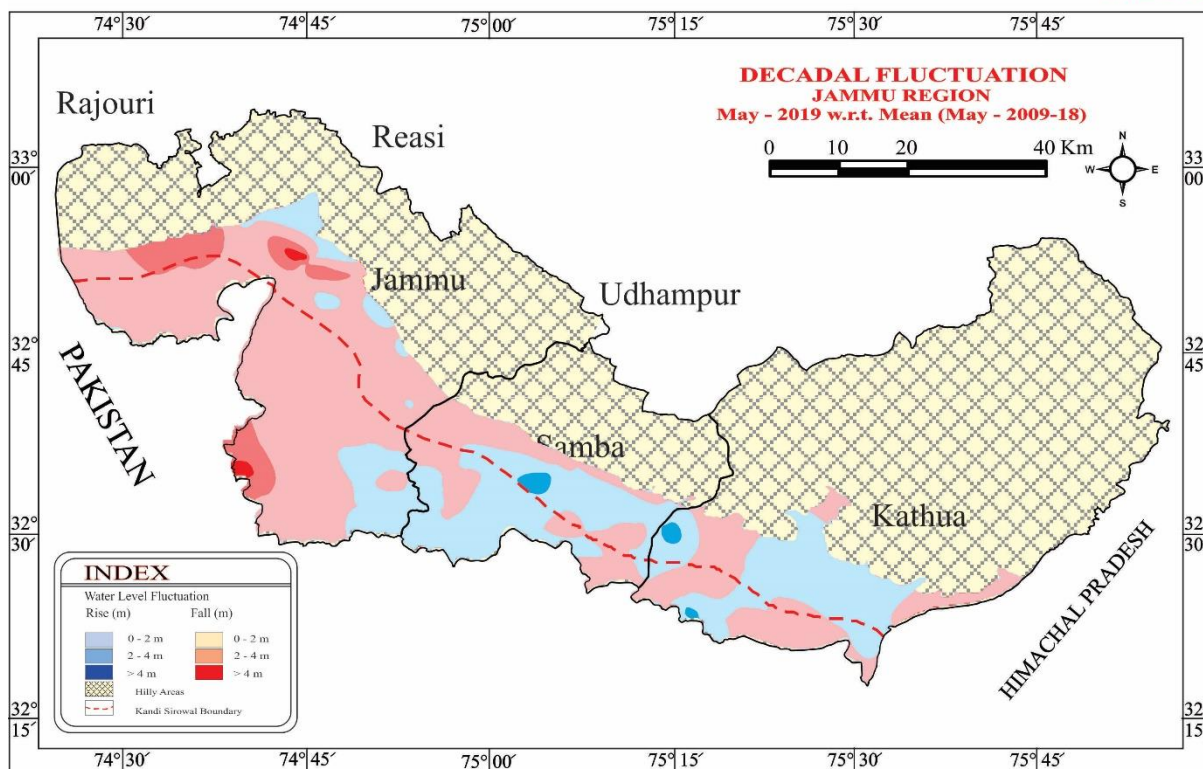 74°30′ 74°45′ 75°00′ 75°15′ 75°30′ 75°45′
DECADAL FLUCTUATION
JAMMU REGION
May - 2019 w.r.t. Mean (May - 2009-18)
0 10 20 40 Km
N
W E
S
Rajouri
Reasi
33°
00′
33
00′
Jammu
Udhampur
32°
45′
32°
45′
PAKISTAN
Samba
Kathua
32°
30′
32
30′
HIMACHAL PRADESH
INDEX
Water Level Fluctuation
Rise (m) Fall (m)
0 - 2 m 0 - 2 m
2 - 4 m 2 - 4 m
> 4 m > 4 m
Hilly Areas
Kandi Sirowal Boundary
32°
15′
32
15′
74°30′ 74°45′ 75°00′ 75°15′ 75°30′ 75°45′